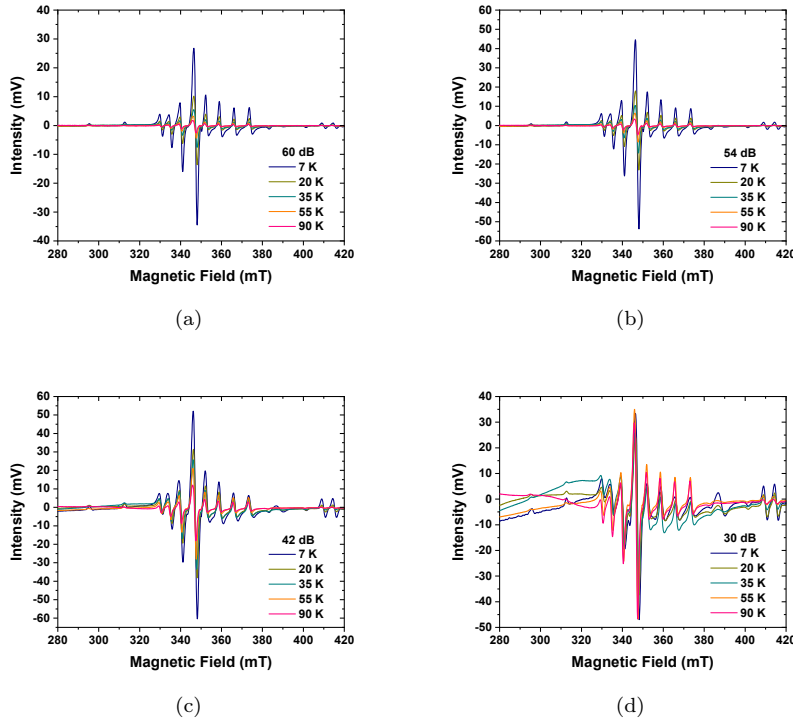 40
30
20
10
0
-10
-20
-30
-40
Intensity (mV)
60 dB
7 K
20 K
35 K
55 K
90 K
280 300 320 340 360 380 400 420
Magnetic Field (mT)
(a)
60
50
40
30
20
10
0
-10
-20
-30
-40
-50
-60
Intensity (mV)
54 dB
7 K
20 K
35 K
55 K
90 K
280 300 320 340 360 380 400 420
Magnetic Field (mT)
(b)
60
50
40
30
20
10
0
-10
-20
-30
-40
-50
-60
Intensity (mV)
42 dB
7 K
20 K
35 K
55 K
90 K
280 300 320 340 360 380 400 420
Magnetic Field (mT)
(c)
40
30
20
10
0
-10
-20
-30
-40
-50
Intensity (mV)
30 dB
7 K
20 K
35 K
55 K
90 K
280 300 320 340 360 380 400 420
Magnetic Field (mT)
(d)